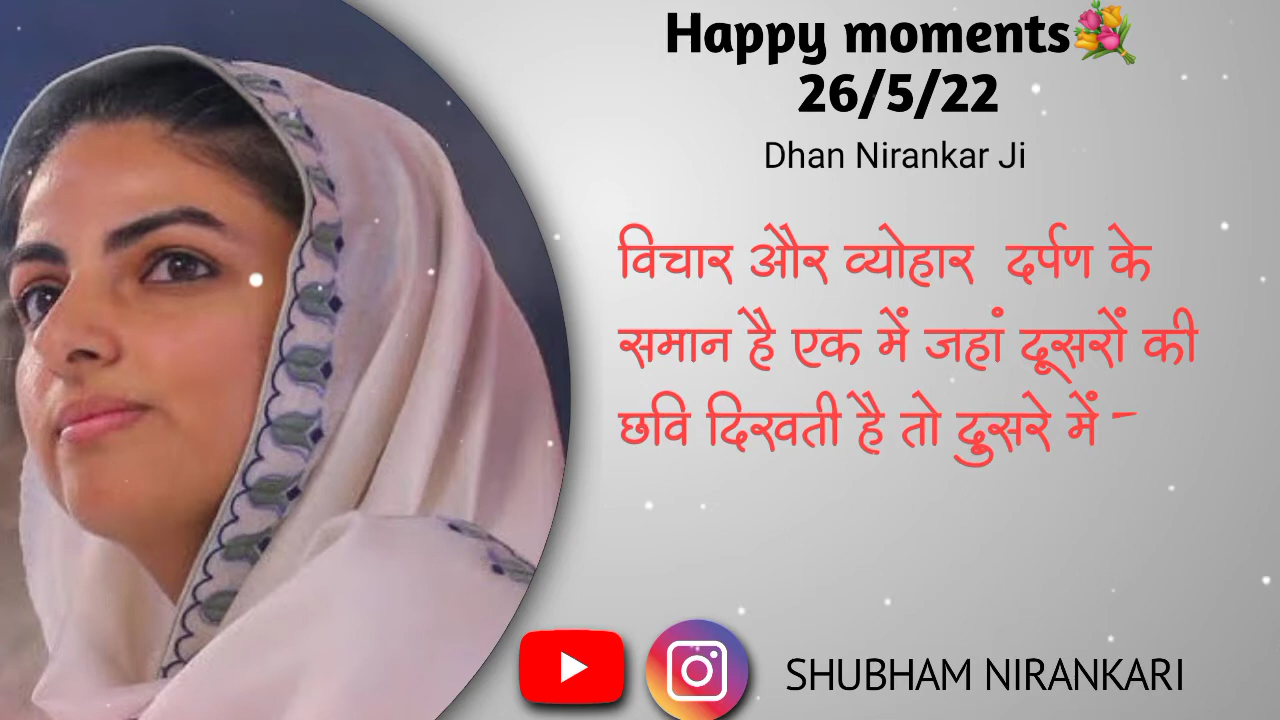 Happy moments💐
26/5/22
Dhan Nirankar Ji
विचार और व्योहार दर्पण के
समान है एक में जहां दूसरों की
छवि दिखती है तो दुसरे में -
SHUBHAM NIRANKARI